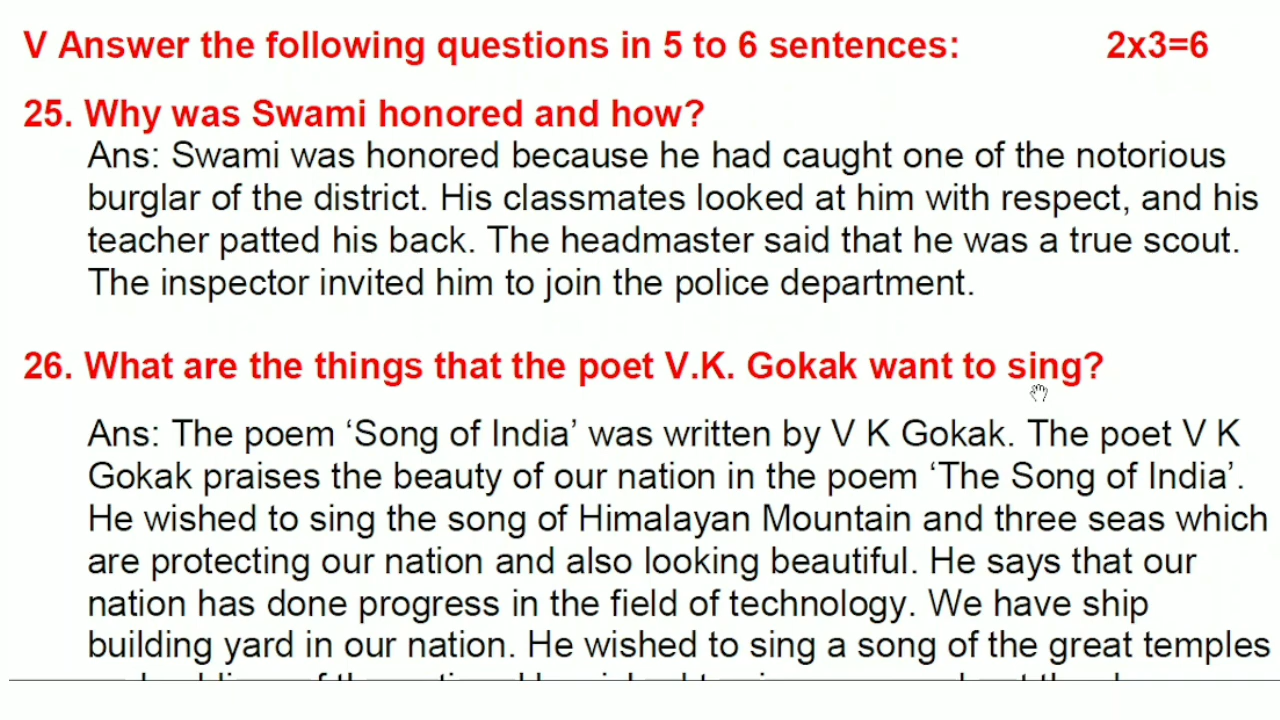 V Answer the following questions in 5 to 6 sentences: 2x3=6
25. Why was Swami honored and how?
Ans: Swami was honored because he had caught one of the notorious
burglar of the district. His classmates looked at him with respect, and his
teacher patted his back. The headmaster said that he was a true scout.
The inspector invited him to join the police department.
26. What are the things that the poet V.K. Gokak want to sing?
Ans: The poem ‘Song of India’ was written by V K Gokak. The poet V K
Gokak praises the beauty of our nation in the poem ‘The Song of India’.
He wished to sing the song of Himalayan Mountain and three seas which
are protecting our nation and also looking beautiful. He says that our
nation has done progress in the field of technology. We have ship
building yard in our nation. He wished to sing a song of the great temples